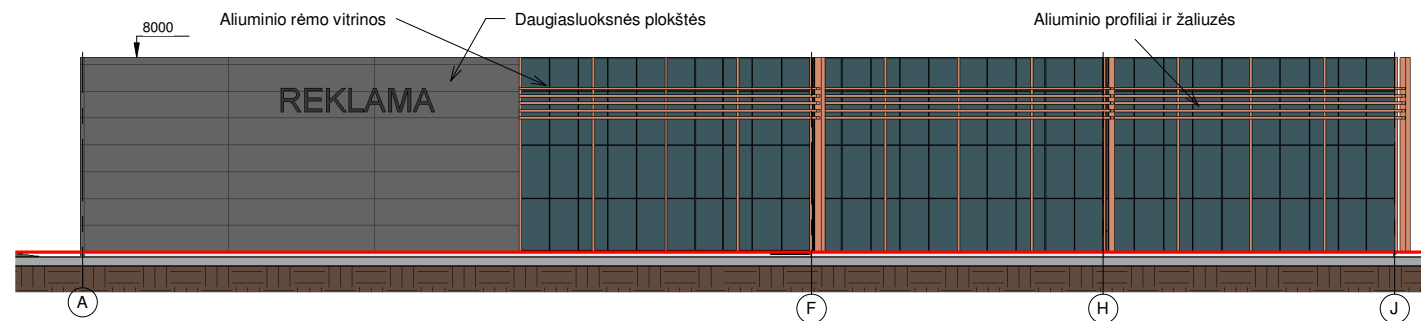 Aliuminio rėmo vitrinos
Daugiasluoksnės plokštės
Aliuminio profiliai ir žaliuzės
8000
REKLAMA
A
F
H
J